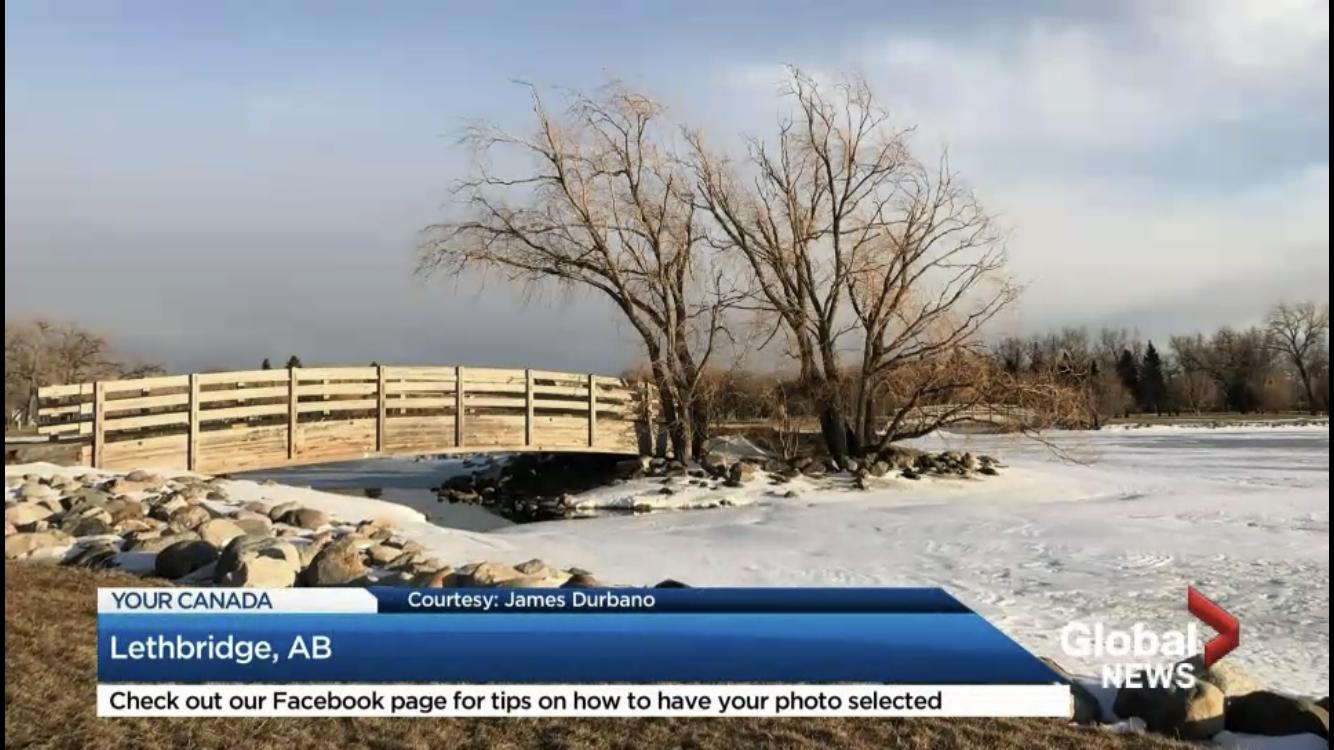 YOUR CANADA
Courtesy: James Durbano
Lethbridge, AB
Check out our Facebook page for tips on how to have your photo selected
Global
NEWS